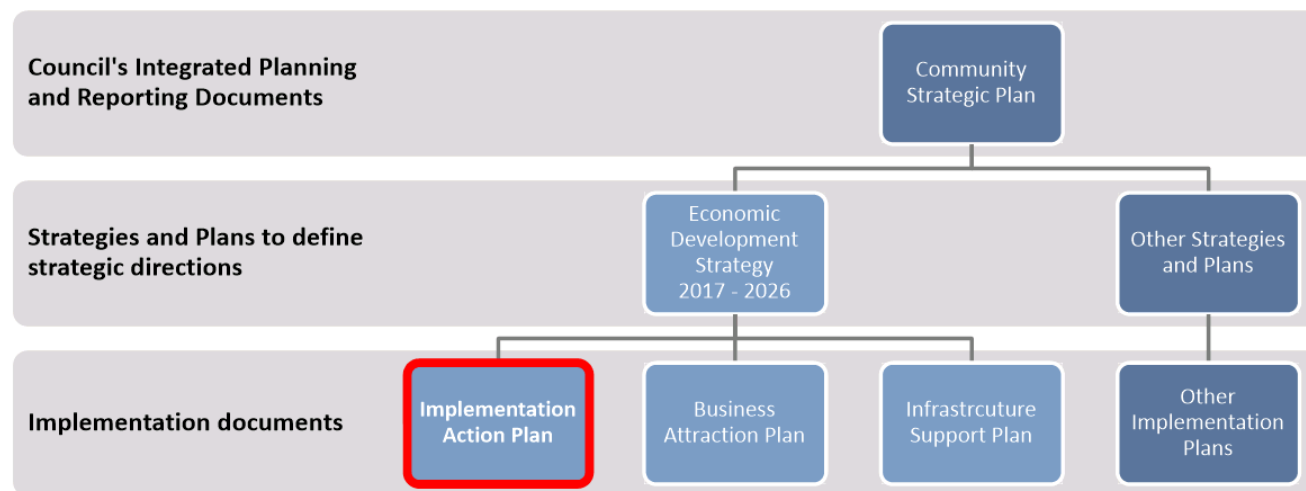 Council's Integrated Planning
and Reporting Documents
Community
Strategic Plan
Strategies and Plans to define
strategic directions
Economic
Development
Strategy
2017 - 2026
Other Strategies
and Plans
Implementation documents
Implementation
Action Plan
Business
Attraction Plan
Infrastrcuture
Support Plan
Other
Implementation
Plans